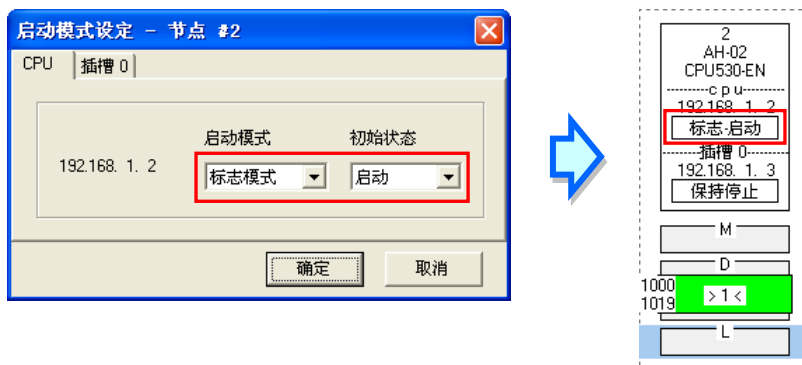 启动模式设定 - 节点 #2
CPU
插槽 0
启动模式
初始状态
192.168. 1. 2
标志模式
启动
确定
取消
2
AH-02
CPU530-EN
--------c p u--------
192.168. 1. 2
标志-启动
------插槽 0------
192.168. 1. 3
保持停止
M
D
1000
1019
> 1 <
L